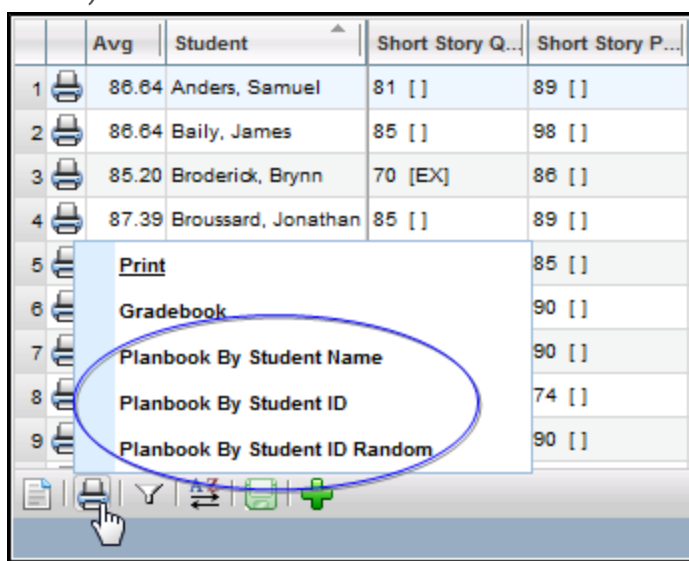 Avg Student Short Story Q... Short Story P...
1 86.64 Anders, Samuel 81 [ ] 89 [ ]
2 86.64 Baily, James 85 [ ] 98 [ ]
3 85.20 Broderick, Brynn 70 [EX] 86 [ ]
4 87.39 Broussard, Jonathan 85 [ ] 89 [ ]
5 Print 85 [ ]
6 Gradebook 90 [ ]
7 Planbook By Student Name 90 [ ]
8 Planbook By Student ID 74 [ ]
9 Planbook By Student ID Random 90 [ ]
A Z